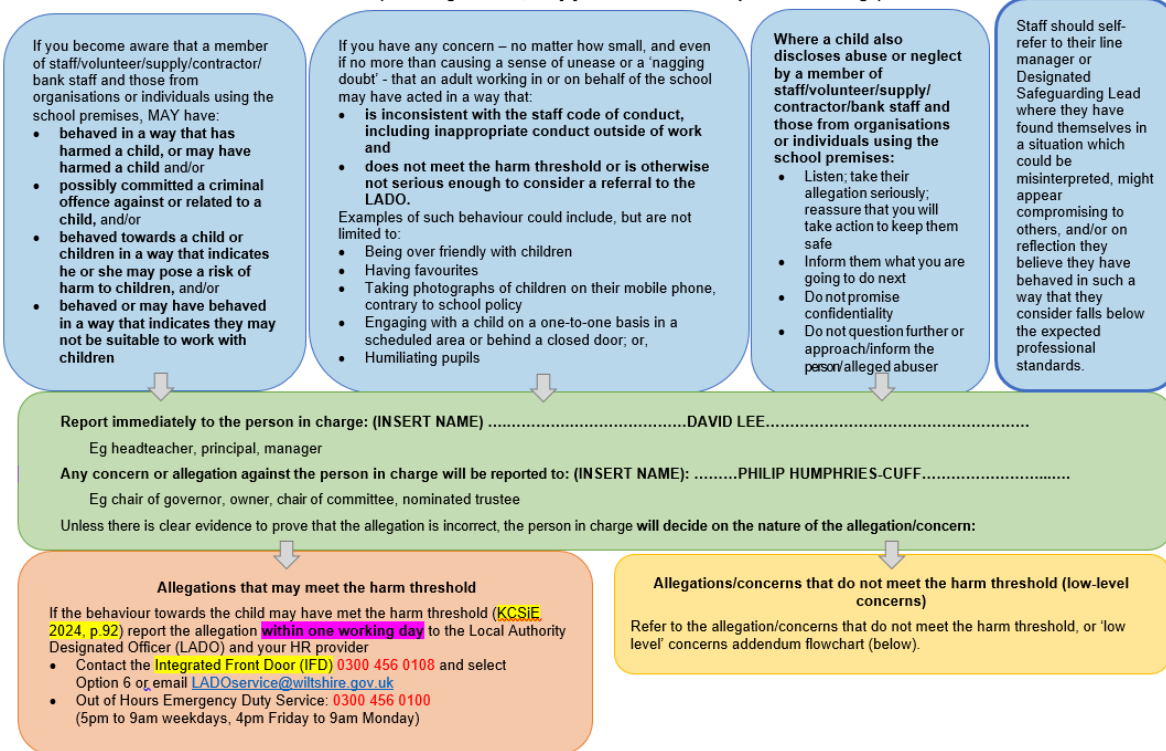 If you become aware that a member
of staff/volunteer/supply/contractor/
bank staff and those from
organisations or individuals using the
school premises, MAY have:
• behaved in a way that has
harmed a child, or may have
harmed a child and/or
• possibly committed a criminal
offence against or related to a
child, and/or
• behaved towards a child or
children in a way that indicates
he or she may pose a risk of
harm to children, and/or
• behaved or may have behaved
in a way that indicates they may
not be suitable to work with
children
If you have any concern – no matter how small, and even
if no more than causing a sense of unease or a ‘nagging
doubt’ - that an adult working in or on behalf of the school
may have acted in a way that:
• is inconsistent with the staff code of conduct,
including inappropriate conduct outside of work
and
• does not meet the harm threshold or is otherwise
not serious enough to consider a referral to the
LADO.
Examples of such behaviour could include, but are not
limited to:
• Being over friendly with children
• Having favourites
• Taking photographs of children on their mobile phone,
contrary to school policy
• Engaging with a child on a one-to-one basis in a
scheduled area or behind a closed door; or,
• Humiliating pupils
Where a child also
discloses abuse or neglect
by a member of
staff/volunteer/supply/
contractor/bank staff and
those from organisations
or individuals using the
school premises:
• Listen; take their
allegation seriously;
reassure that you will
take action to keep them
safe
• Inform them what you are
going to do next
• Do not promise
confidentiality
• Do not question further or
approach/inform the
person/alleged abuser
Staff should self-
refer to their line
manager or
Designated
Safeguarding Lead
where they have
found themselves in
a situation which
could be
misinterpreted, might
appear
compromising to
others, and/or on
reflection they
believe they have
behaved in such a
way that they
consider falls below
the expected
professional
standards.
Report immediately to the person in charge: (INSERT NAME) ……………………………………DAVID LEE………………………………………………
Eg headteacher, principal, manager
Any concern or allegation against the person in charge will be reported to: (INSERT NAME): ………PHILIP HUMPHRIES-CUFF……………………...….
Eg chair of governor, owner, chair of committee, nominated trustee
Unless there is clear evidence to prove that the allegation is incorrect, the person in charge will decide on the nature of the allegation/concern:
Allegations that may meet the harm threshold
If the behaviour towards the child may have met the harm threshold (KCSiE
2024, p.92) report the allegation within one working day to the Local Authority
Designated Officer (LADO) and your HR provider
• Contact the Integrated Front Door (IFD) 0300 456 0108 and select
Option 6 or email LADOservice@wiltshire.gov.uk
• Out of Hours Emergency Duty Service: 0300 456 0100
(5pm to 9am weekdays, 4pm Friday to 9am Monday)
Allegations/concerns that do not meet the harm threshold (low-level
concerns)
Refer to the allegation/concerns that do not meet the harm threshold, or ‘low
level’ concerns addendum flowchart (below).